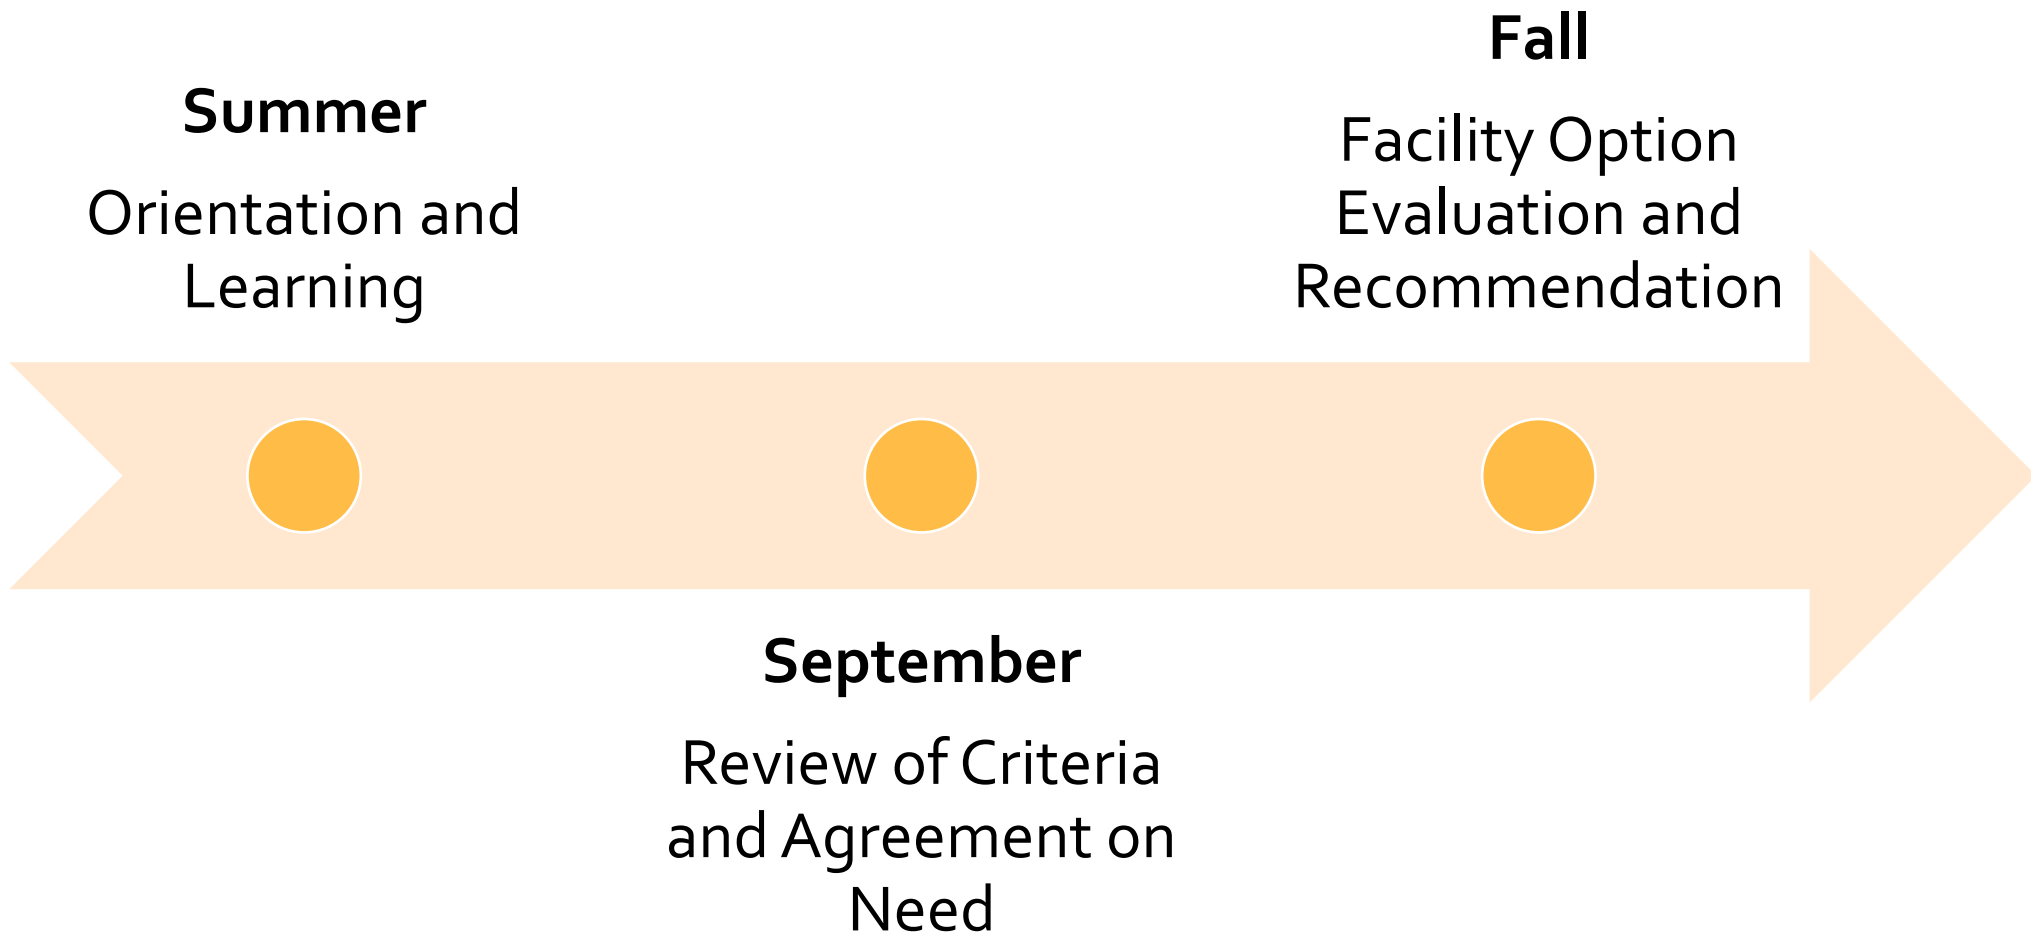 Summer
Orientation and
Learning
September
Review of Criteria
and Agreement on
Need
Fall
Facility Option
Evaluation and
Recommendation